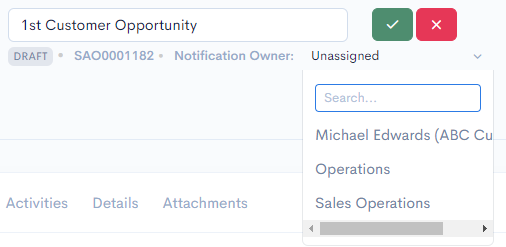 1st Customer Opportunity
DRAFT • SAO0001182 • Notification Owner: Unassigned
Search...
Michael Edwards (ABC Cu
Operations
Activities Details Attachments Sales Operations